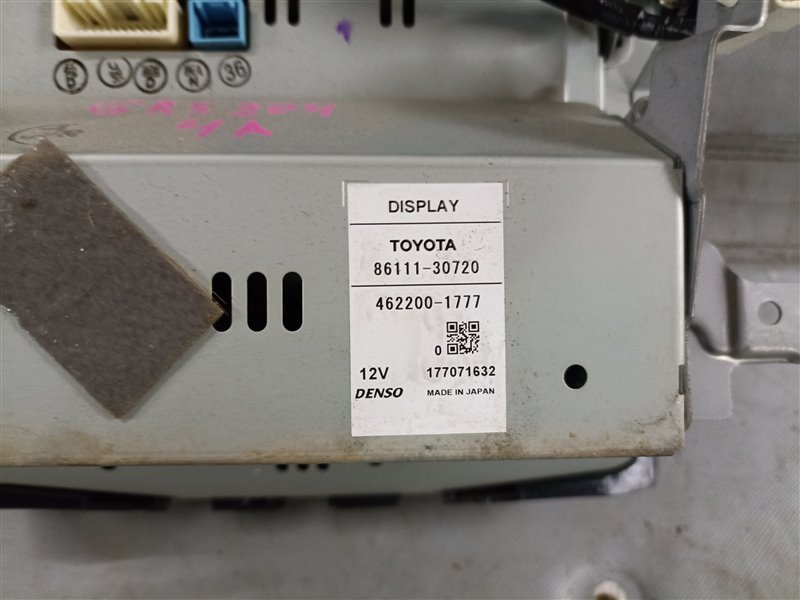 36
DISPLAY
TOYOTA
86111-30720
462200-1777
0
12V 177071632
DENSO MADE IN JAPAN